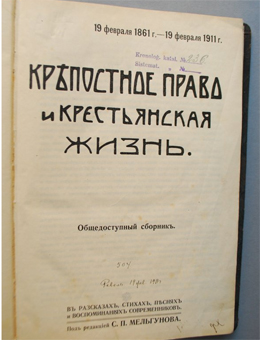 19 февраля 1861 г.—19 февраля 1911 г.
КРѢПОСТНОЕ ПРАВО
и КРЕСТЬЯНСКАЯ
ЖИЗНЬ.
Общедоступный сборникъ.
304
ВЪ РАЗСКАЗАХЪ, СТИХАХЪ, ПѢСНЯХЪ
и ВОСПОМИНАНІЯХЪ СОВРЕМЕННИКОВЪ.
Подъ редакціей С. П. МЕЛЬГУНОВА.